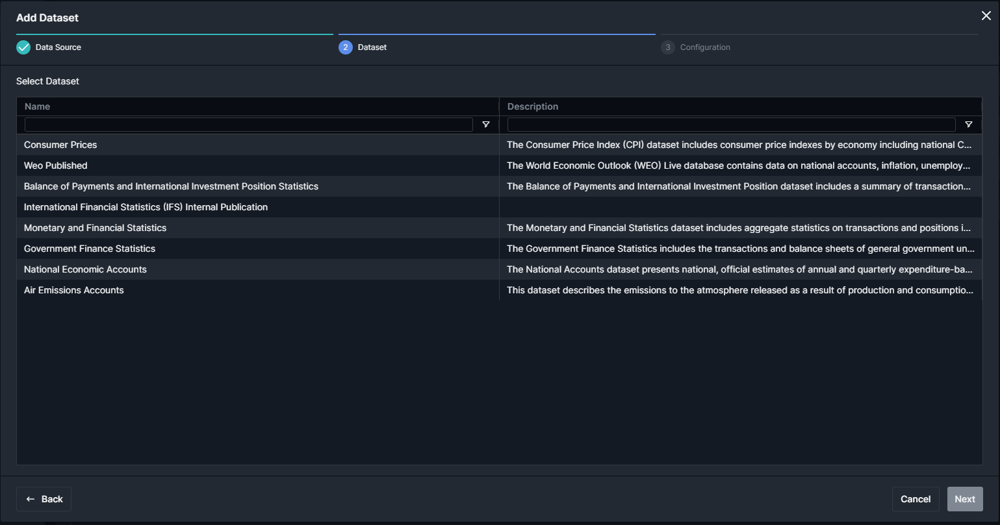 Add Dataset
Data Source
2 Dataset
3 Configuration
Select Dataset
Name Description
Consumer Prices The Consumer Price Index (CPI) dataset includes consumer price indexes by economy including national C...
Weo Published The World Economic Outlook (WEO) Live database contains data on national accounts, inflation, unemploy...
Balance of Payments and International Investment Position Statistics The Balance of Payments and International Investment Position dataset includes a summary of transaction...
International Financial Statistics (IFS) Internal Publication
Monetary and Financial Statistics The Monetary and Financial Statistics dataset includes aggregate statistics on transactions and positions i...
Government Finance Statistics The Government Finance Statistics includes the transactions and balance sheets of general government un...
National Economic Accounts The National Accounts dataset presents national, official estimates of annual and quarterly expenditure-ba...
Air Emissions Accounts This dataset describes the emissions to the atmosphere released as a result of production and consumptio...
Back Cancel Next